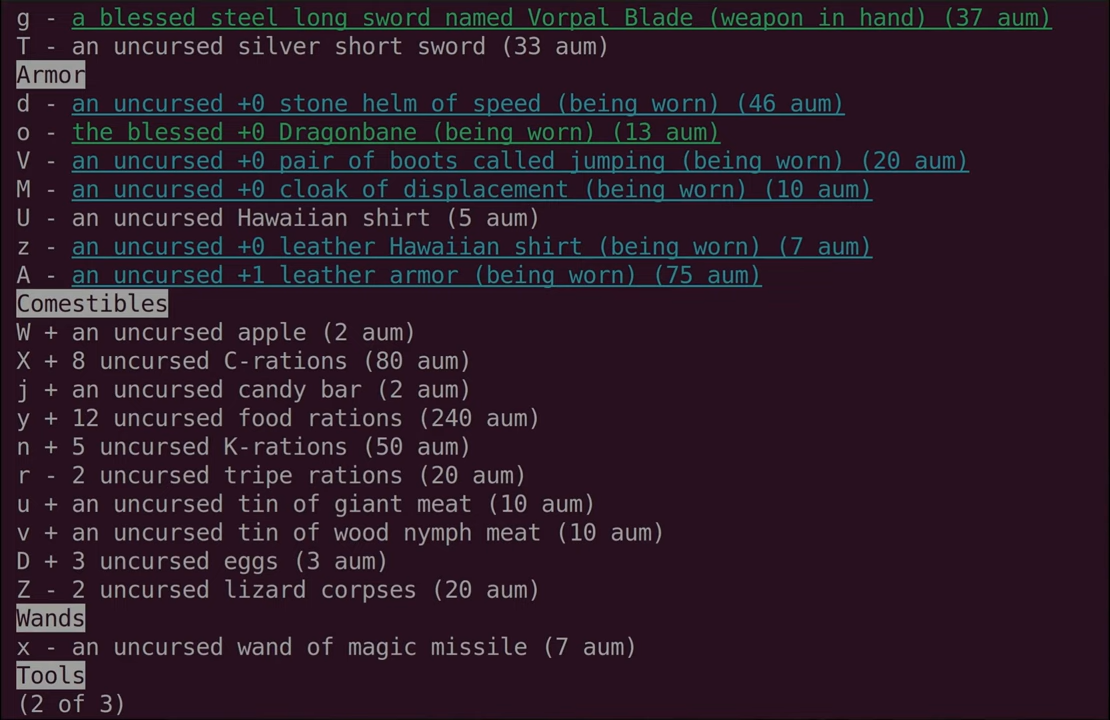 g - a blessed steel long sword named Vorpal Blade (weapon in hand) (37 aum)
T - an uncursed silver short sword (33 aum)
Armor
d - an uncursed +0 stone helm of speed (being worn) (46 aum)
o - the blessed +0 Dragonbane (being worn) (13 aum)
V - an uncursed +0 pair of boots called jumping (being worn) (20 aum)
M - an uncursed +0 cloak of displacement (being worn) (10 aum)
U - an uncursed Hawaiian shirt (5 aum)
z - an uncursed +0 leather Hawaiian shirt (being worn) (7 aum)
A - an uncursed +1 leather armor (being worn) (75 aum)
Comestibles
W + an uncursed apple (2 aum)
X + 8 uncursed C-rations (80 aum)
j + an uncursed candy bar (2 aum)
y + 12 uncursed food rations (240 aum)
n + 5 uncursed K-rations (50 aum)
r - 2 uncursed tripe rations (20 aum)
u + an uncursed tin of giant meat (10 aum)
v + an uncursed tin of wood nymph meat (10 aum)
D + 3 uncursed eggs (3 aum)
Z - 2 uncursed lizard corpses (20 aum)
Wands
x - an uncursed wand of magic missile (7 aum)
Tools
(2 of 3)